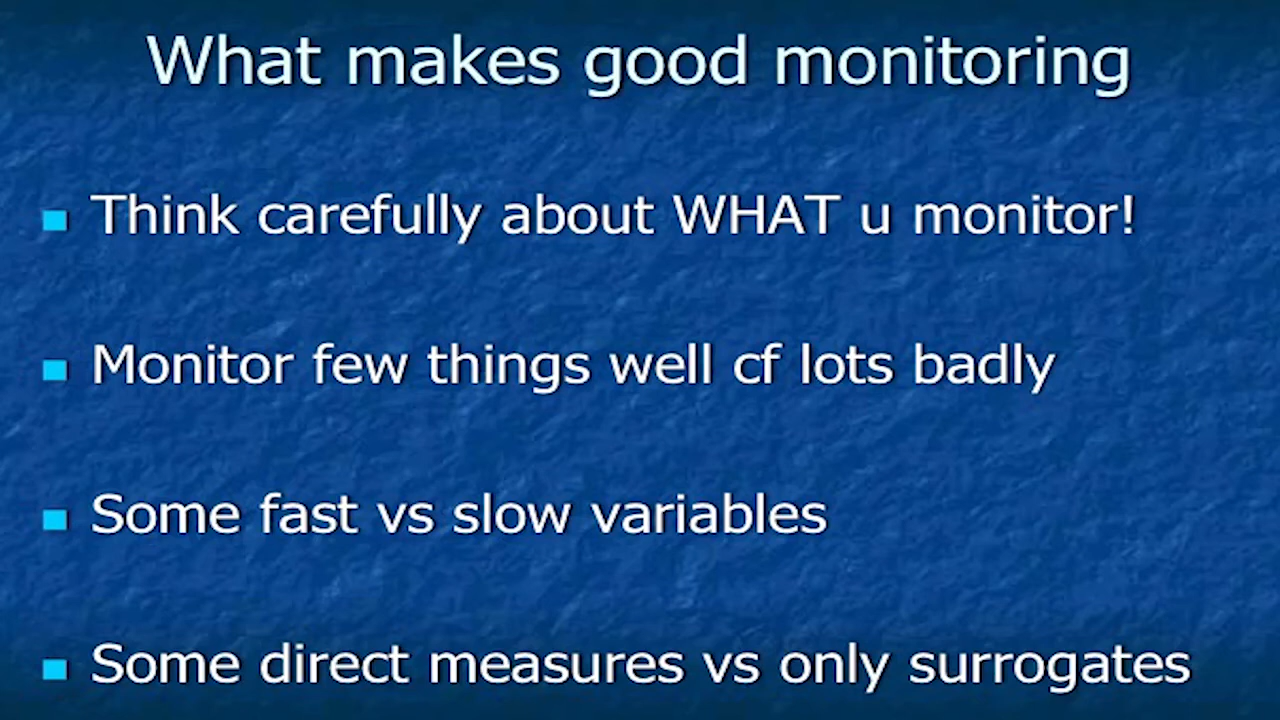 What makes good monitoring
Think carefully about WHAT u monitor!
Monitor few things well cf lots badly
Some fast vs slow variables
Some direct measures vs only surrogates